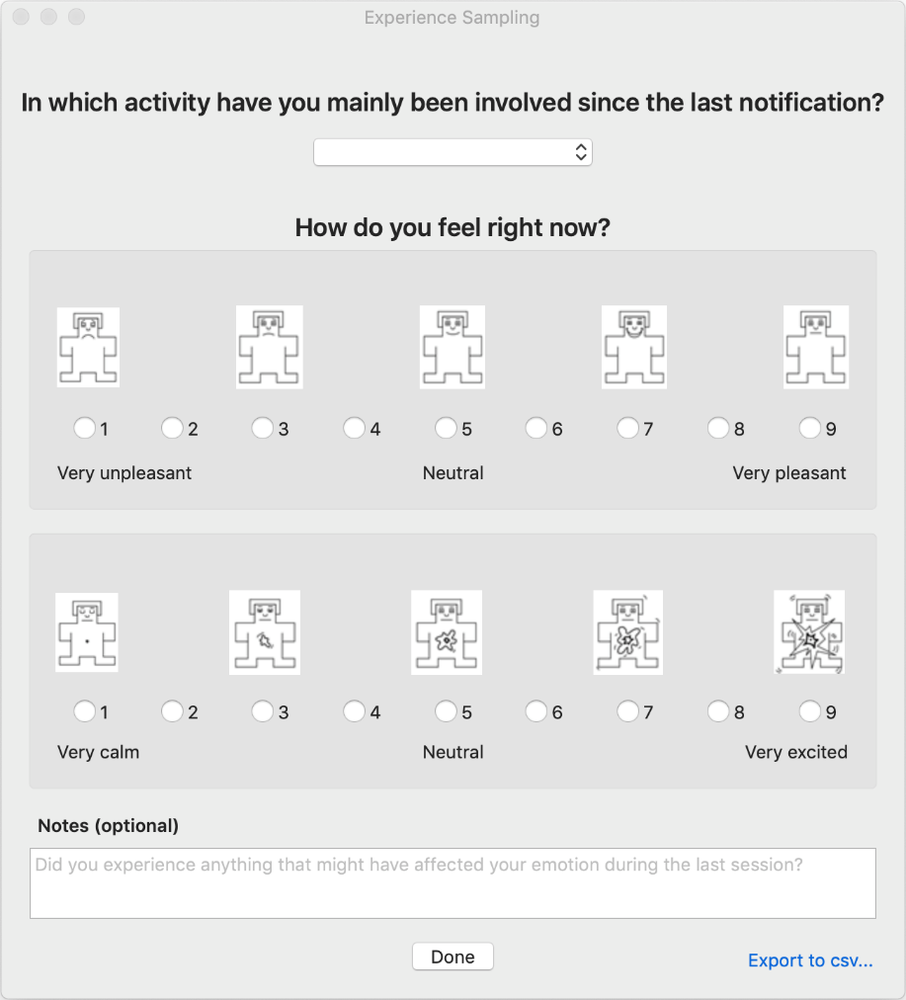 Experience Sampling
In which activity have you mainly been involved since the last notification?
How do you feel right now?
1 2 3 4 5 6 7 8 9
Very unpleasant Neutral Very pleasant
1 2 3 4 5 6 7 8 9
Very calm Neutral Very excited
Notes (optional)
Did you experience anything that might have affected your emotion during the last session?
Done
Export to csv...